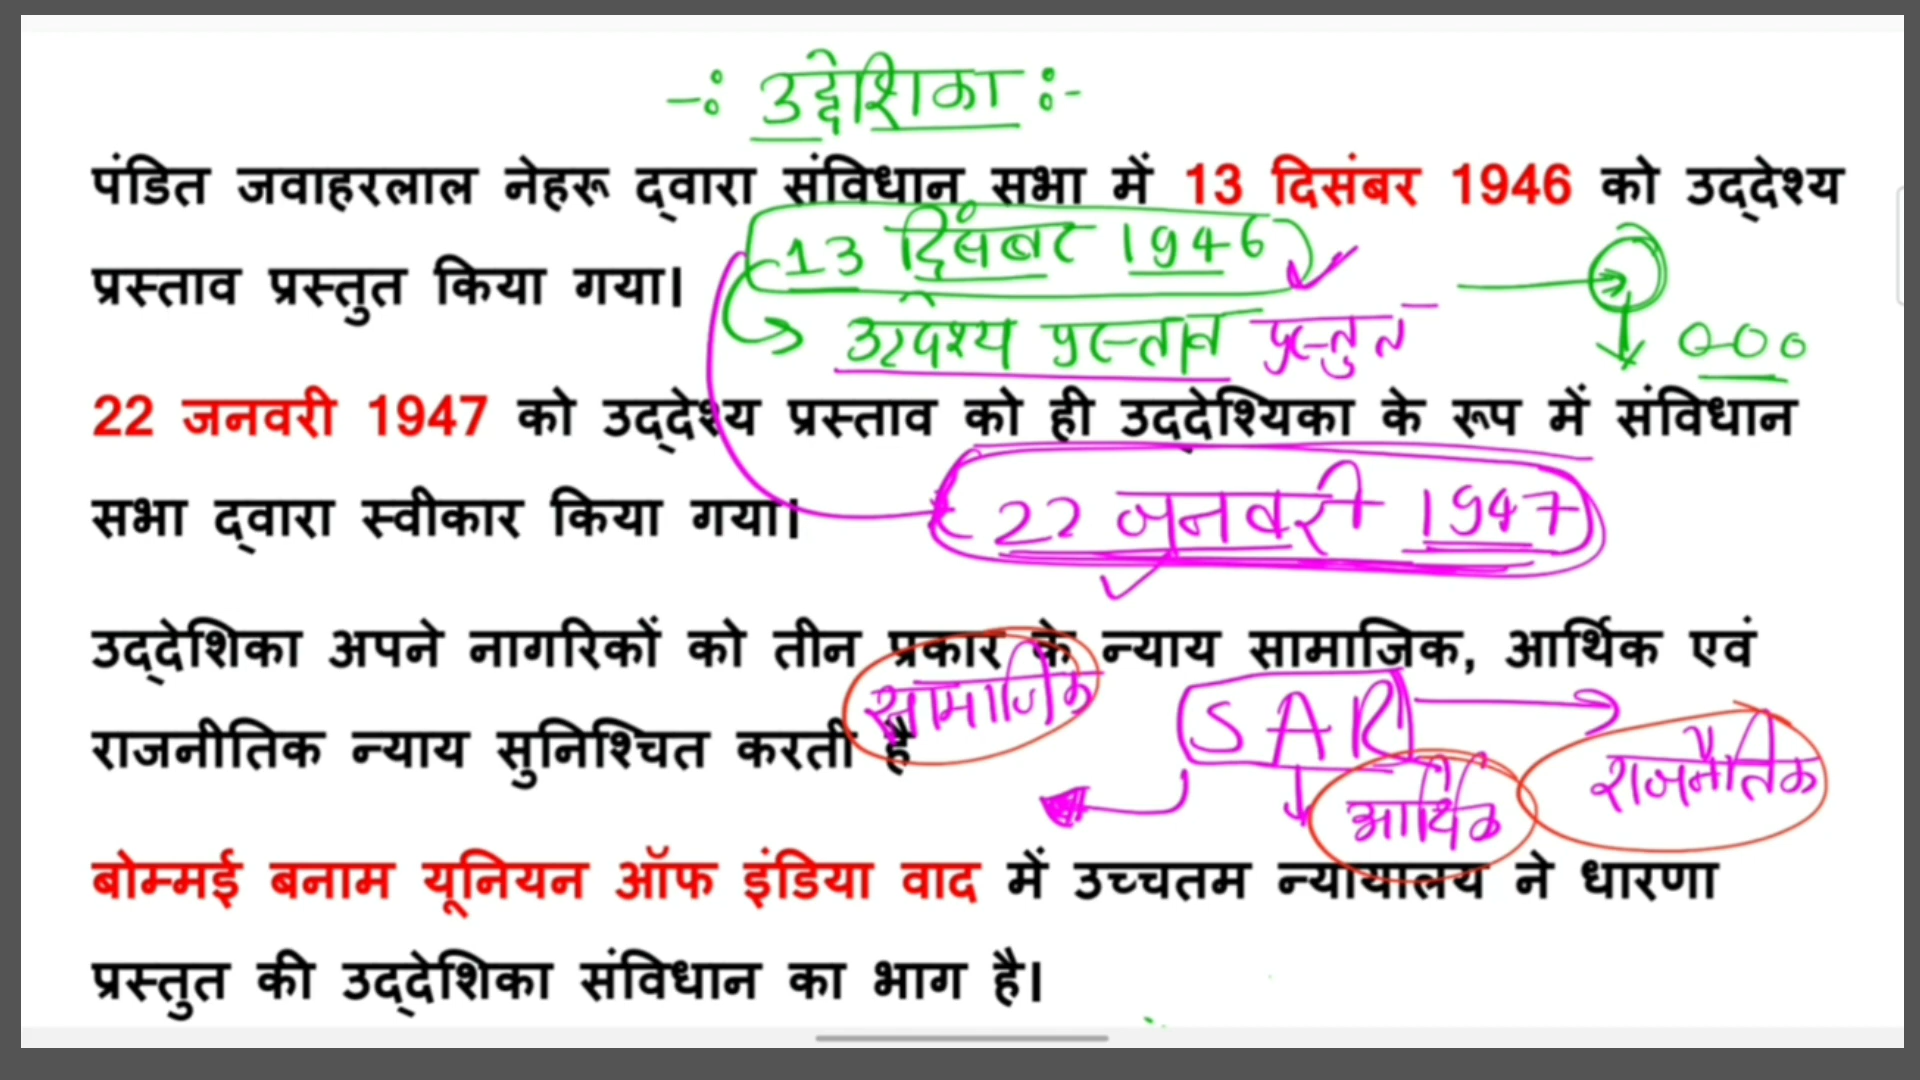 -: उद्देशिका :-
पंडित जवाहरलाल नेहरू द्वारा संविधान सभा में 13 दिसंबर 1946 को उद्देश्य
13 दिसंबर 1946
प्रस्ताव प्रस्तुत किया गया।
उद्देश्य प्रस्ताव प्रस्तुत
22 जनवरी 1947 को उद्देश्य प्रस्ताव को ही उद्देश्यिका के रूप में संविधान
सभा द्वारा स्वीकार किया गया।
22 जनवरी 1947
उद्देशिका अपने नागरिकों को तीन प्रकार के न्याय सामाजिक, आर्थिक एवं
सामाजिक
SAR
राजनीतिक न्याय सुनिश्चित करती है
राजनीतिक
आर्थिक
बोम्मई बनाम यूनियन ऑफ इंडिया वाद में उच्चतम न्यायालय ने धारणा
प्रस्तुत की उद्देशिका संविधान का भाग है।